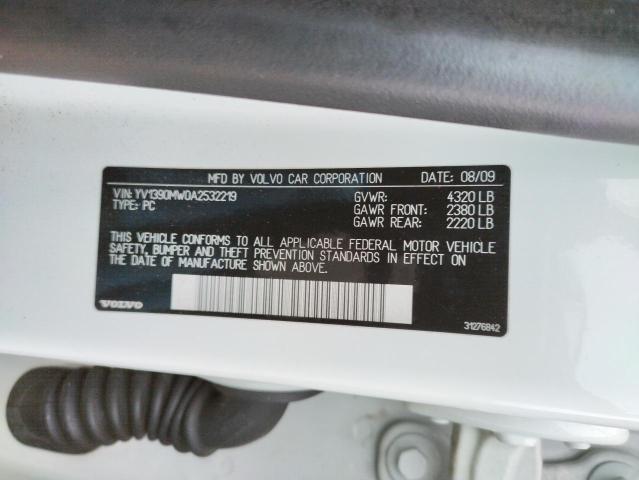 MFD BY VOLVO CAR CORPORATION DATE: 08/09
VIN: YV1390MW0A2532219 GVWR: 4320 LB
TYPE: PC GAWR FRONT: 2380 LB
GAWR REAR: 2220 LB
THIS VEHICLE CONFORMS TO ALL APPLICABLE FEDERAL MOTOR VEHICLE
SAFETY, BUMPER AND THEFT PREVENTION STANDARDS IN EFFECT ON
THE DATE OF MANUFACTURE SHOWN ABOVE.
VOLVO 31276842